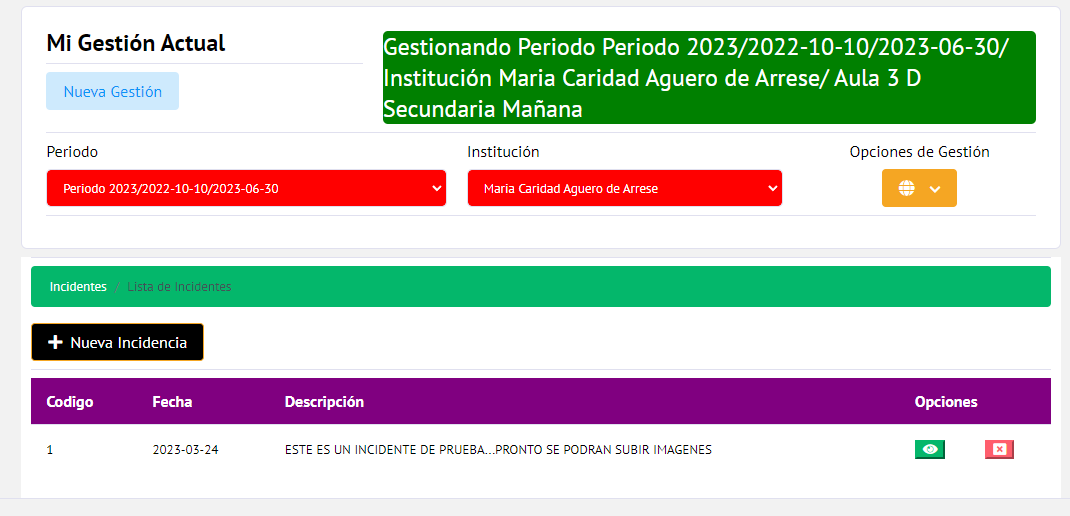 Mi Gestión Actual
Nueva Gestión
Gestionando Periodo Periodo 2023/2022-10-10/2023-06-30/
Institución Maria Caridad Aguero de Arrese/ Aula 3 D
Secundaria Mañana
Periodo
Institución
Opciones de Gestión
Periodo 2023/2022-10-10/2023-06-30
Maria Caridad Aguero de Arrese
Incidentes / Lista de Incidentes
Nueva Incidencia
Codigo Fecha Descripción Opciones
1 2023-03-24 ESTE ES UN INCIDENTE DE PRUEBA...PRONTO SE PODRAN SUBIR IMAGENES